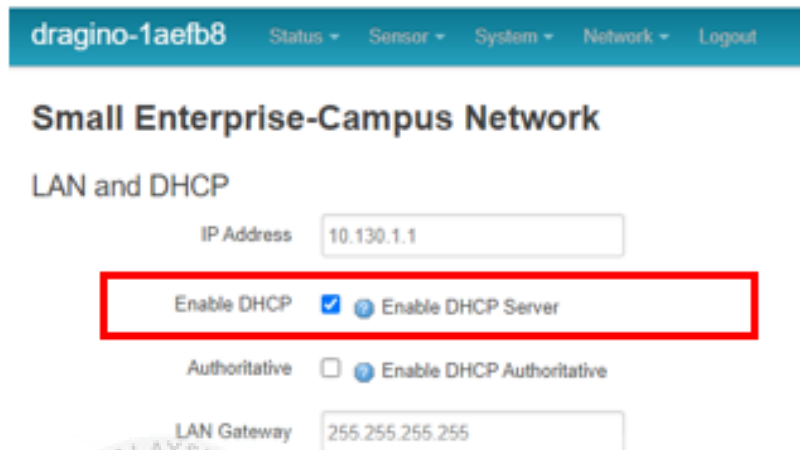 dragino-1aefb8 Status Sensor System Network Logout
Small Enterprise-Campus Network
LAN and DHCP
IP Address 10.130.1.1
Enable DHCP Enable DHCP Server
Authoritative Enable DHCP Authoritative
LAN Gateway 255.255.255.255